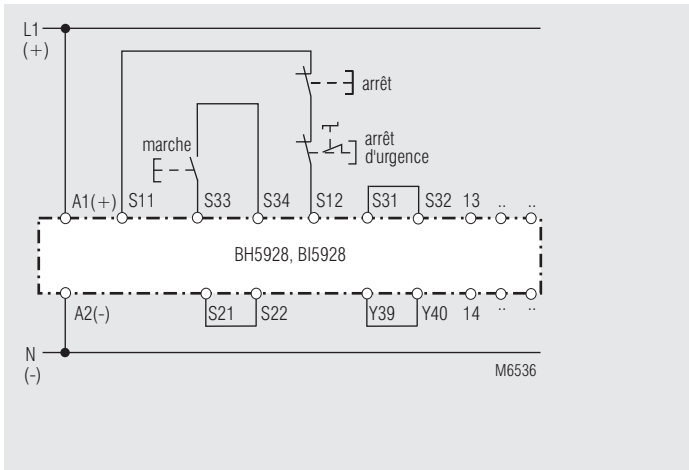 L1
(+)
arrêt
marche
arrêt
d'urgence
A1(+) S11 S33 S34 S12 S31 S32 13 .. ..
BH5928, BI5928
A2(-) S21 S22 Y39 Y40 14 .. ..
N
(-)
M6536